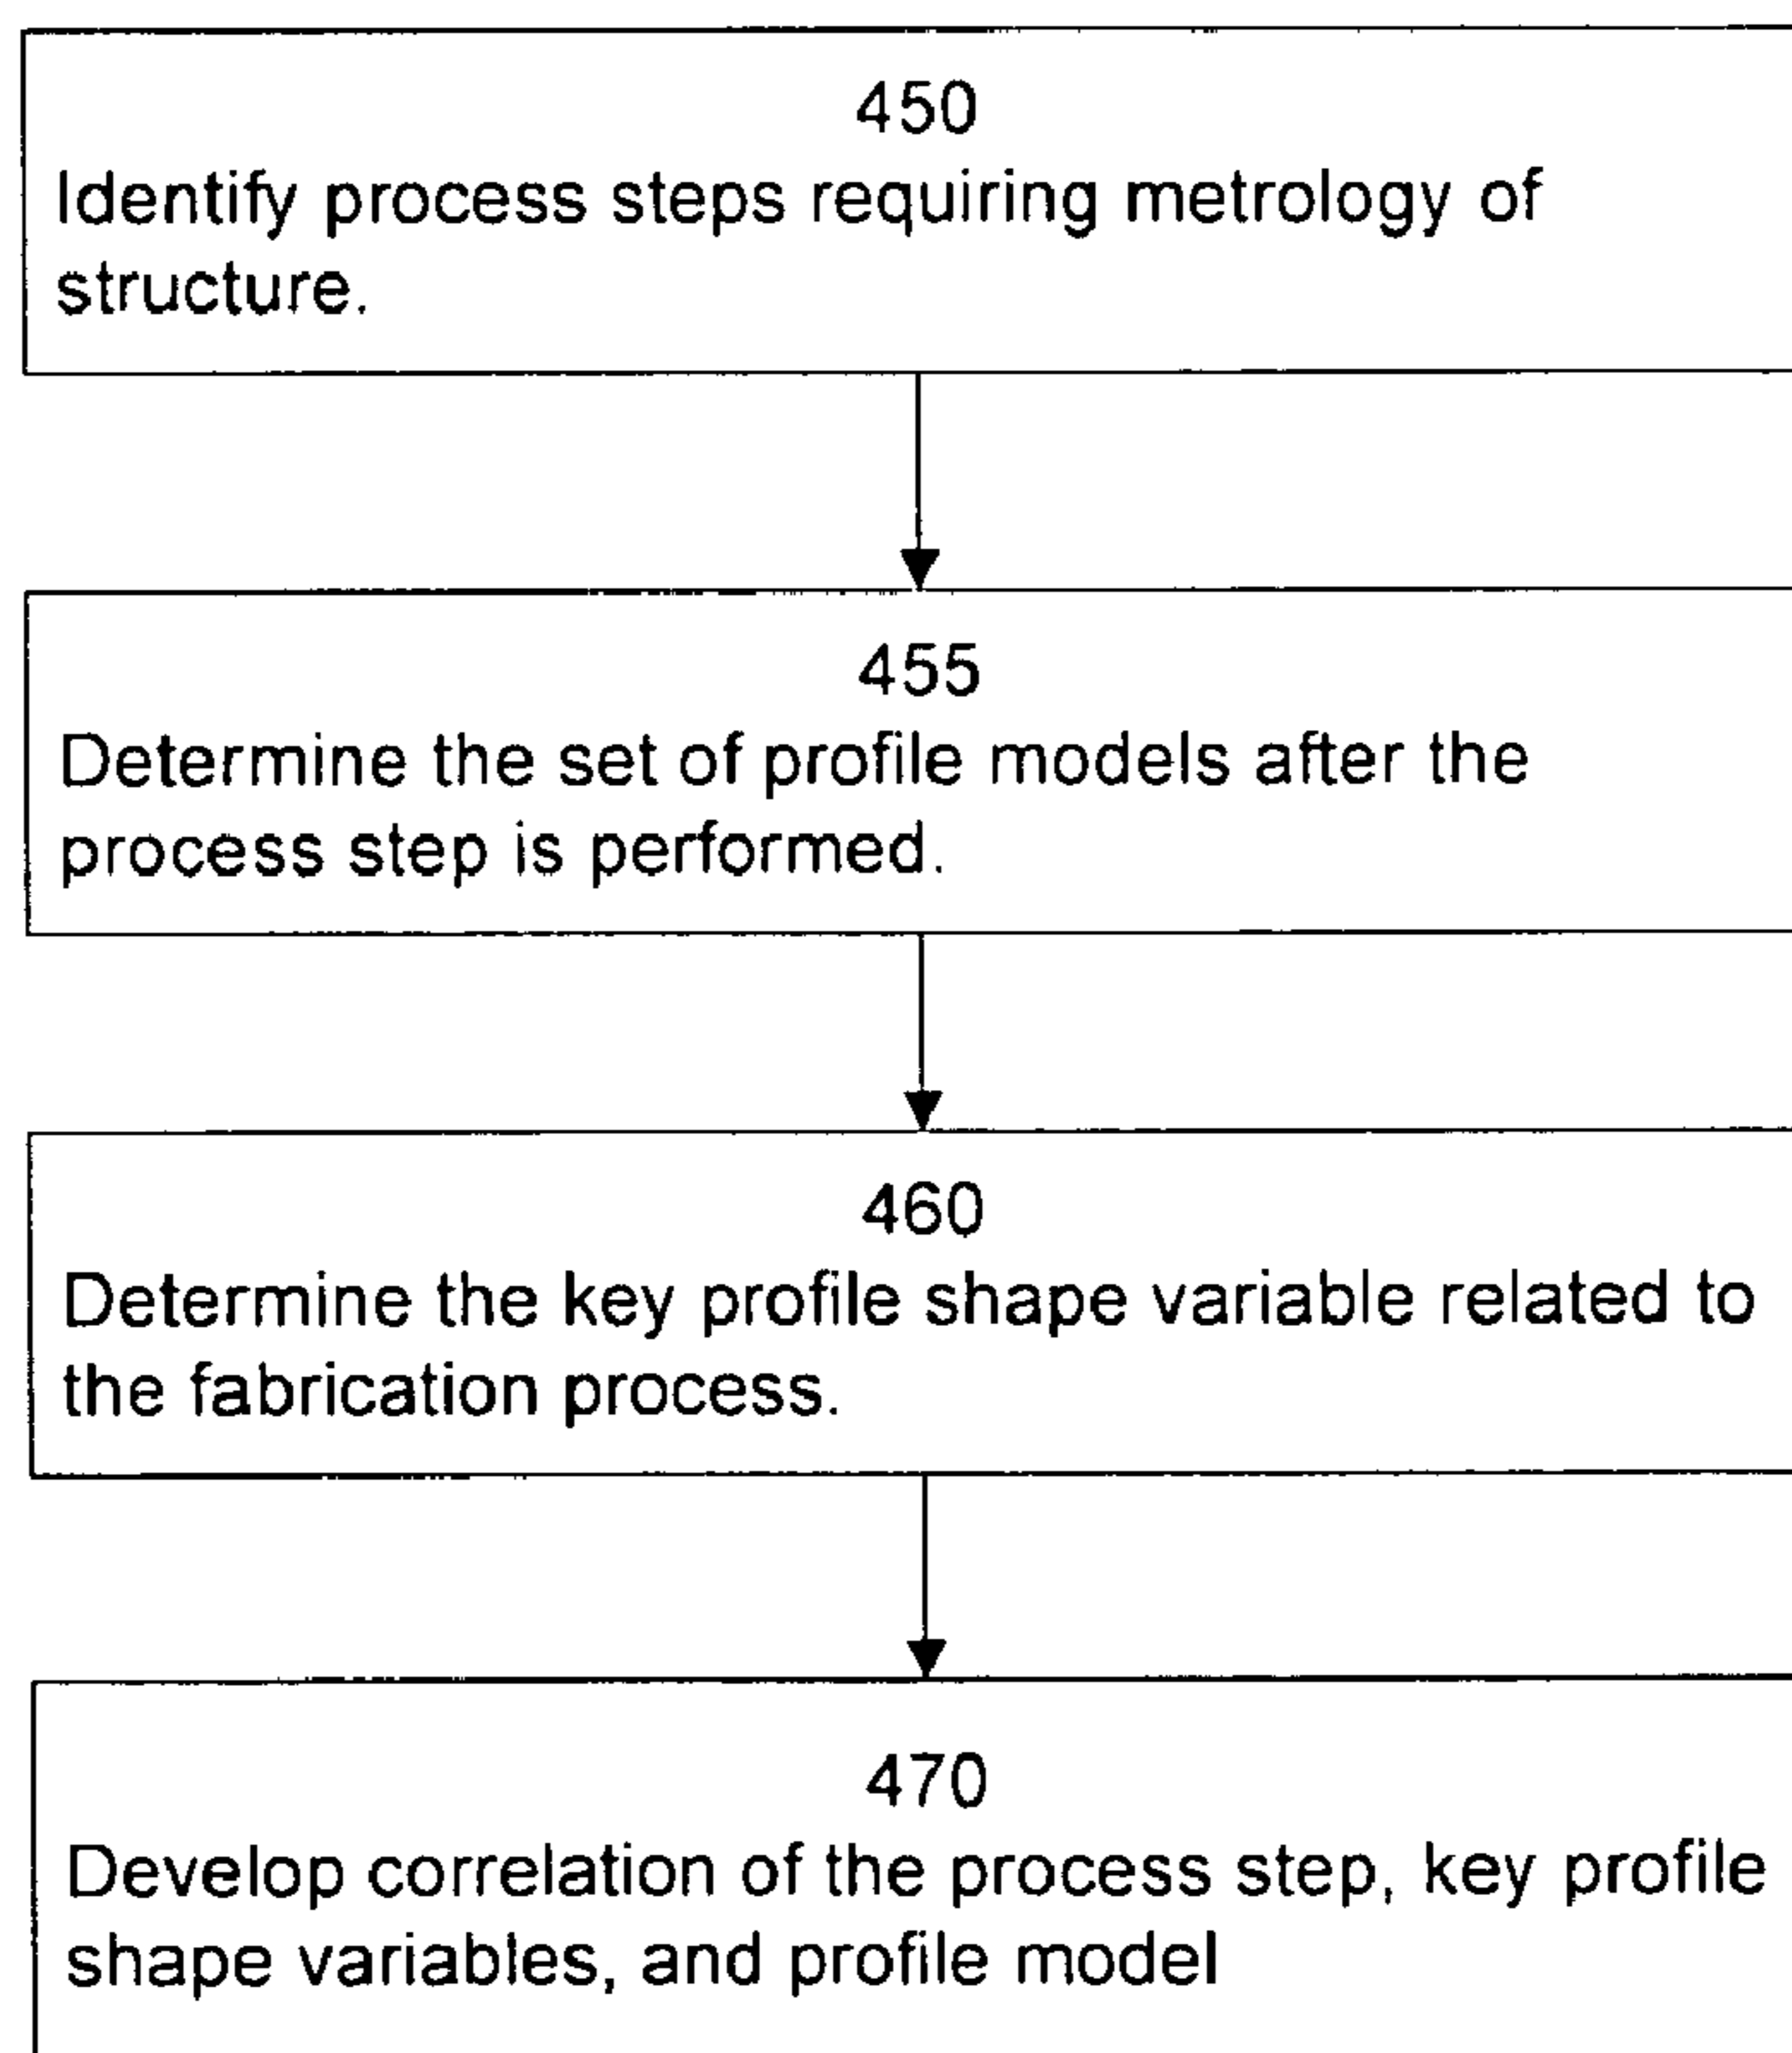 450
Identify process steps requiring metrology of
structure.
455
Determine the set of profile models after the
process step is performed.
460
Determine the key profile shape variable related to
the fabrication process.
470
Develop correlation of the process step, key profile
shape variables, and profile model